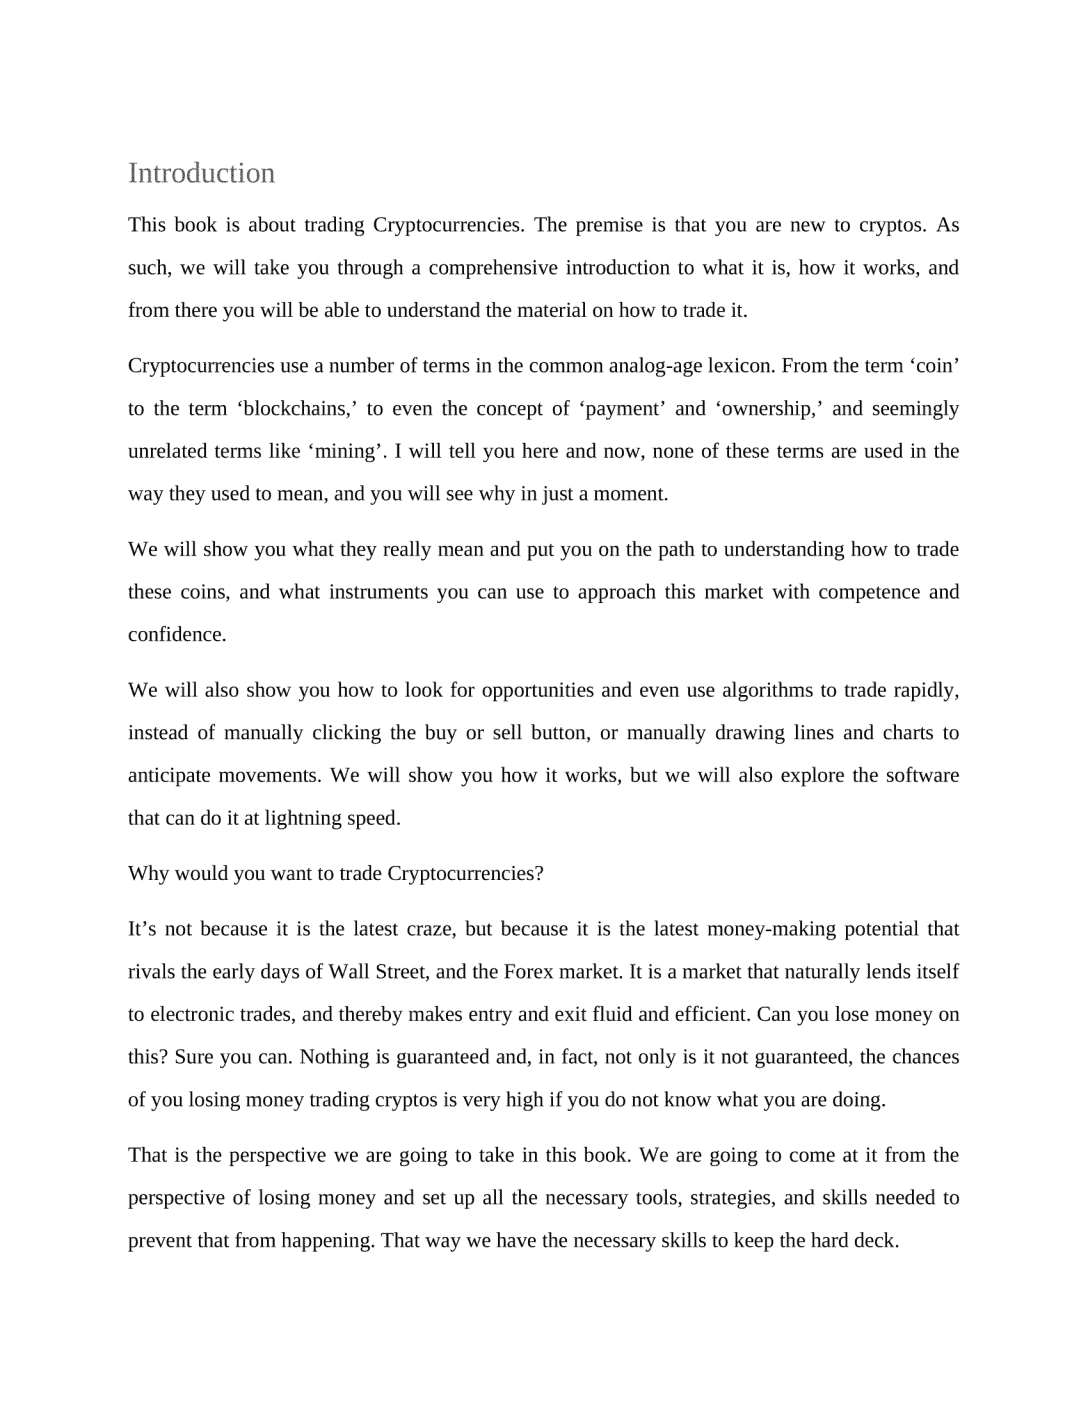 Introduction
This book is about trading Cryptocurrencies. The premise is that you are new to cryptos. As
such, we will take you through a comprehensive introduction to what it is, how it works, and
from there you will be able to understand the material on how to trade it.
Cryptocurrencies use a number of terms in the common analog-age lexicon. From the term ‘coin’
to the term ‘blockchains,’ to even the concept of ‘payment’ and ‘ownership,’ and seemingly
unrelated terms like ‘mining’. I will tell you here and now, none of these terms are used in the
way they used to mean, and you will see why in just a moment.
We will show you what they really mean and put you on the path to understanding how to trade
these coins, and what instruments you can use to approach this market with competence and
confidence.
We will also show you how to look for opportunities and even use algorithms to trade rapidly,
instead of manually clicking the buy or sell button, or manually drawing lines and charts to
anticipate movements. We will show you how it works, but we will also explore the software
that can do it at lightning speed.
Why would you want to trade Cryptocurrencies?
It’s not because it is the latest craze, but because it is the latest money-making potential that
rivals the early days of Wall Street, and the Forex market. It is a market that naturally lends itself
to electronic trades, and thereby makes entry and exit fluid and efficient. Can you lose money on
this? Sure you can. Nothing is guaranteed and, in fact, not only is it not guaranteed, the chances
of you losing money trading cryptos is very high if you do not know what you are doing.
That is the perspective we are going to take in this book. We are going to come at it from the
perspective of losing money and set up all the necessary tools, strategies, and skills needed to
prevent that from happening. That way we have the necessary skills to keep the hard deck.